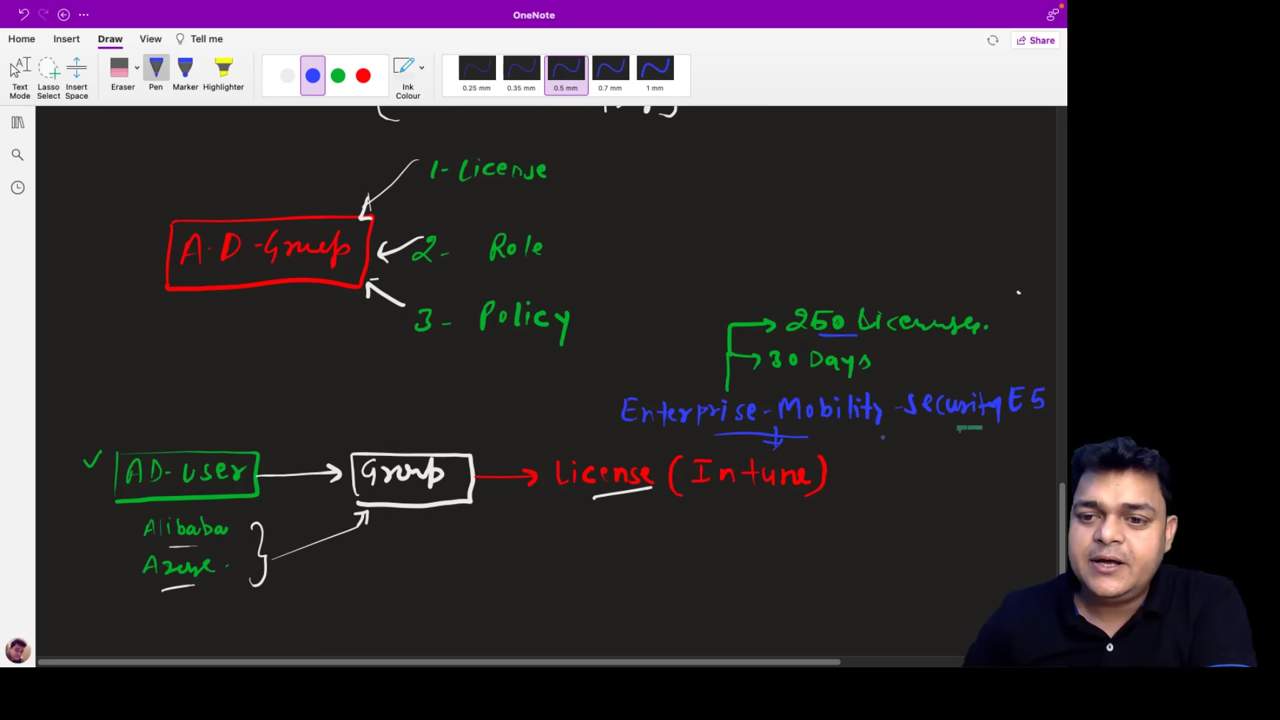 OneNote
Home Insert Draw View Tell me
Share
Text Mode
Lasso Select
Insert Space
Eraser
Pen
Marker
Highlighter
Ink Colour
0.25 mm
0.35 mm
0.5 mm
0.7 mm
1 mm
1- License
A.D-Group
2- Role
3- Policy
250 Licenses.
30 Days
Enterprise-Mobility-security E5
AD-user
Group
License (Intune)
Alibaba